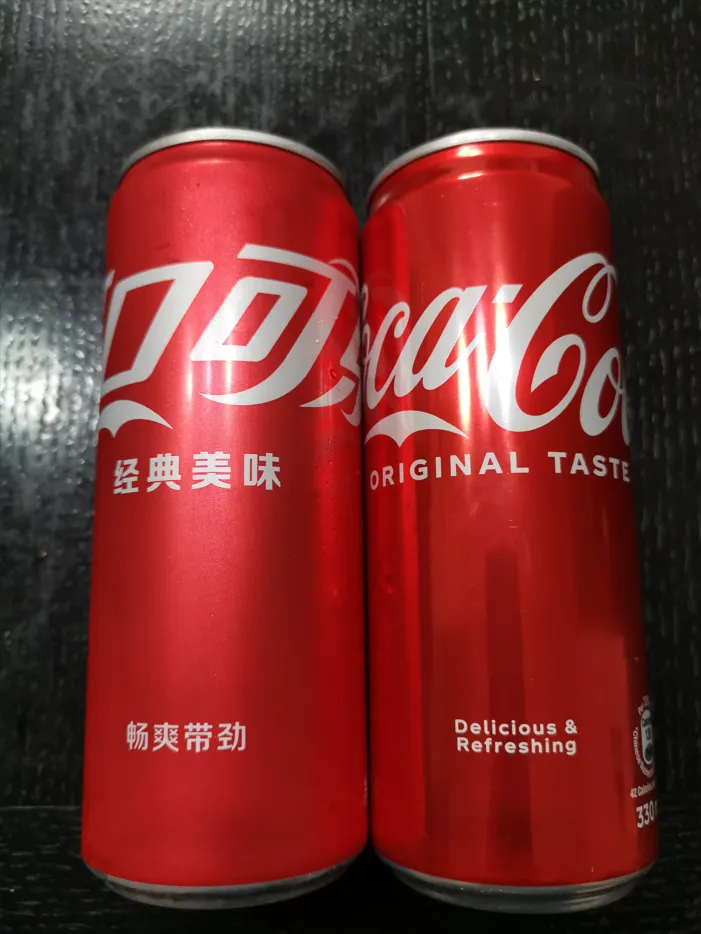 口可
经典美味
畅爽带劲
Coca-Co
ORIGINAL TASTE
Delicious &
Refreshing
330